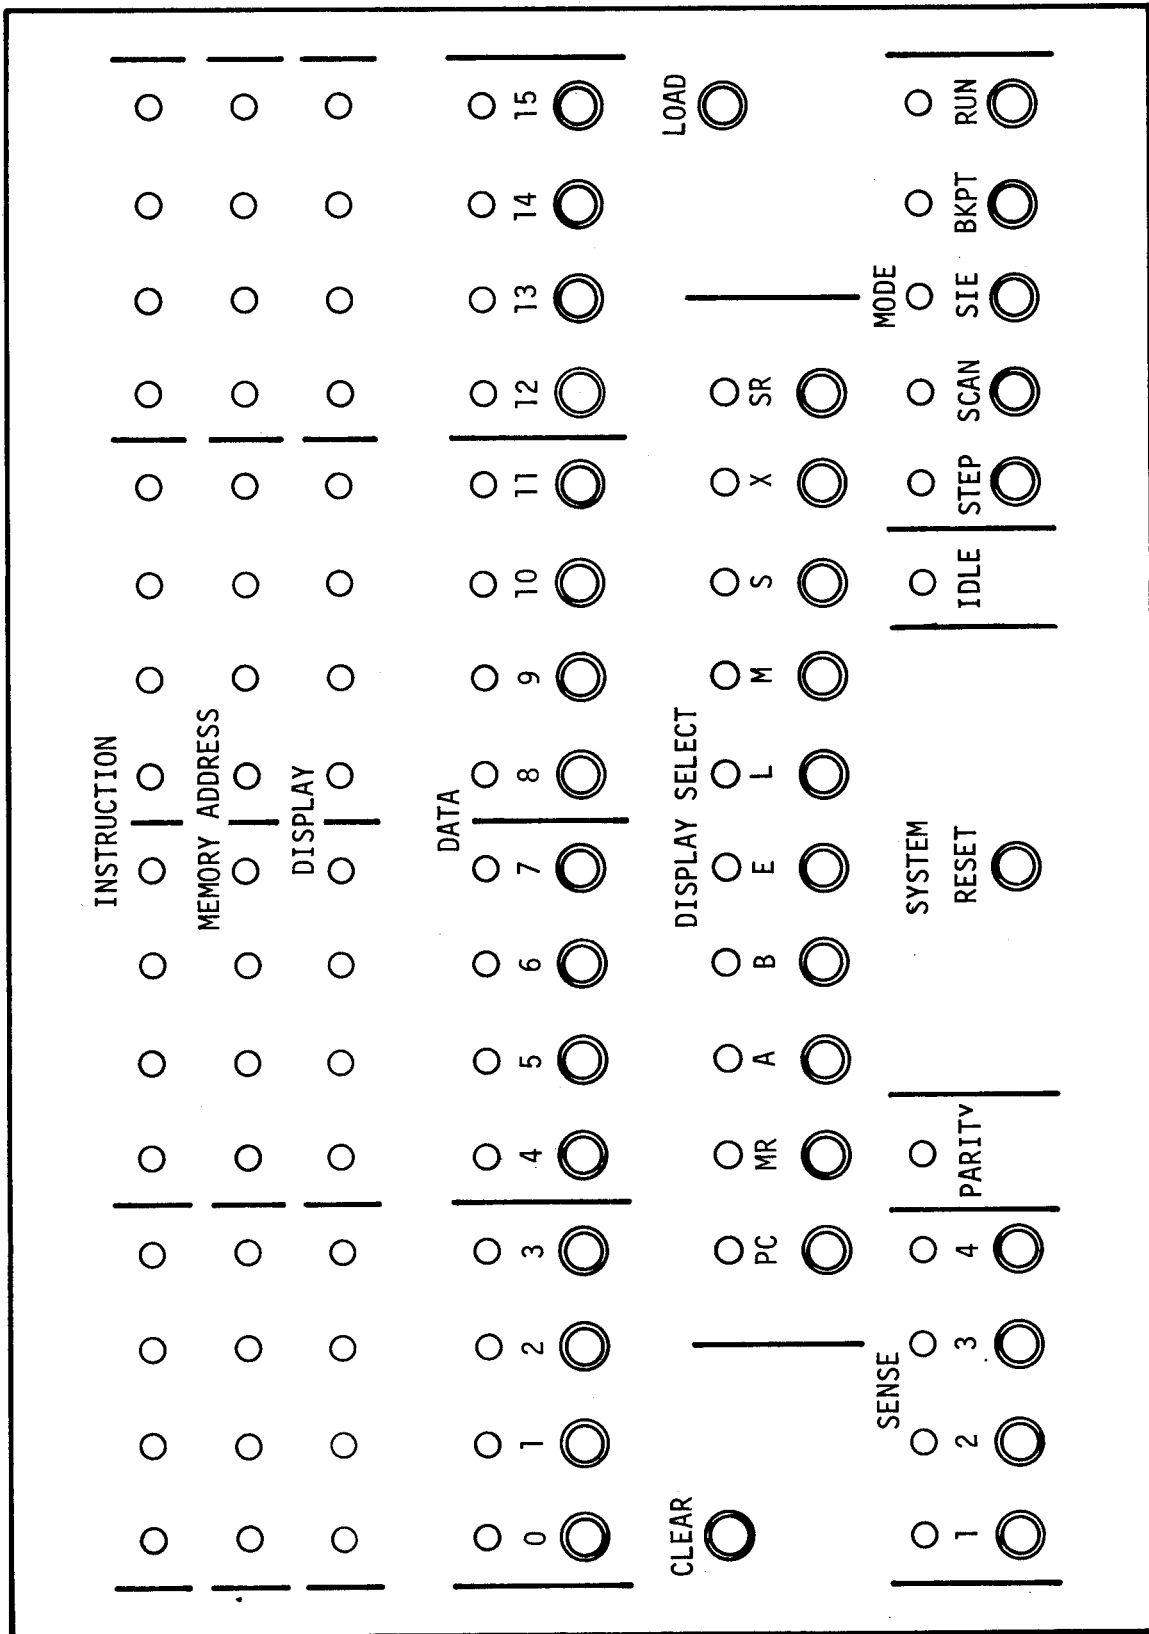 INSTRUCTION
MEMORY ADDRESS
DISPLAY
DATA
0 1 2 3 4 5 6 7 8 9 10 11 12 13 14 15
CLEAR DISPLAY SELECT LOAD
PC MR A B E L M S X SR
SENSE MODE
1 2 3 4 PARITY SYSTEM RESET IDLE STEP SCAN SIE BKPT RUN